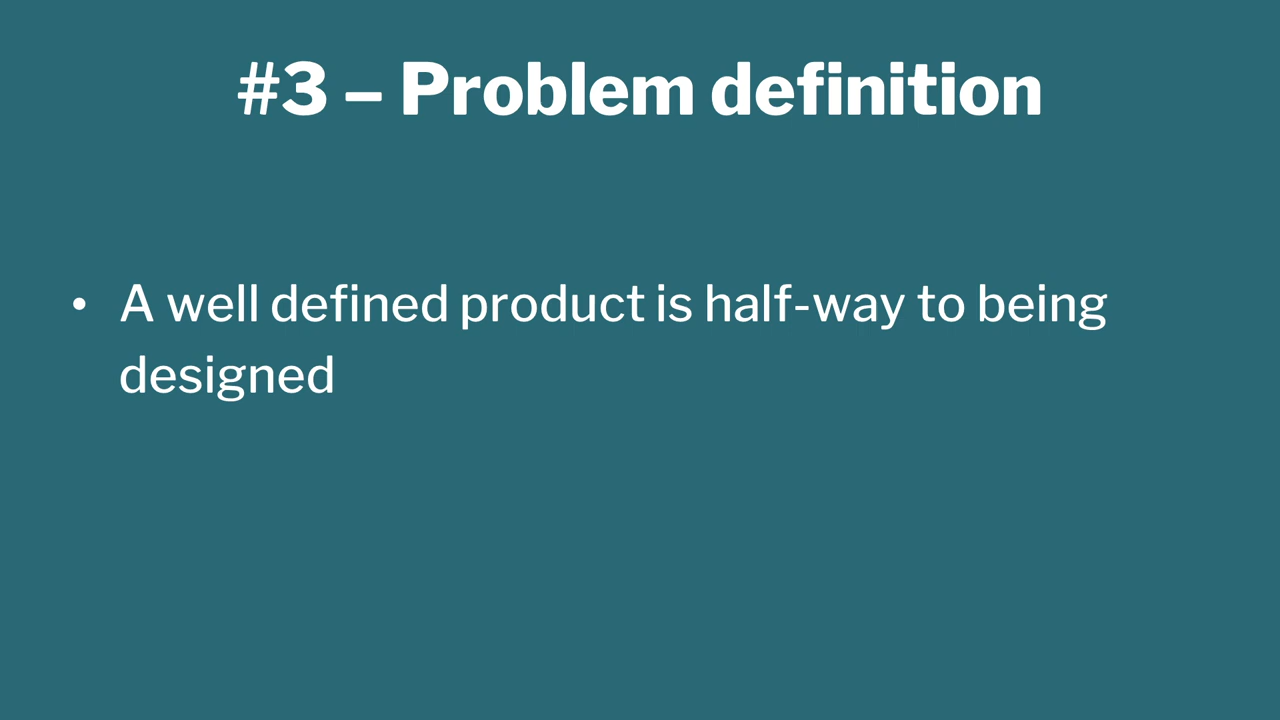 #3 – Problem definition
• A well defined product is half-way to being
designed